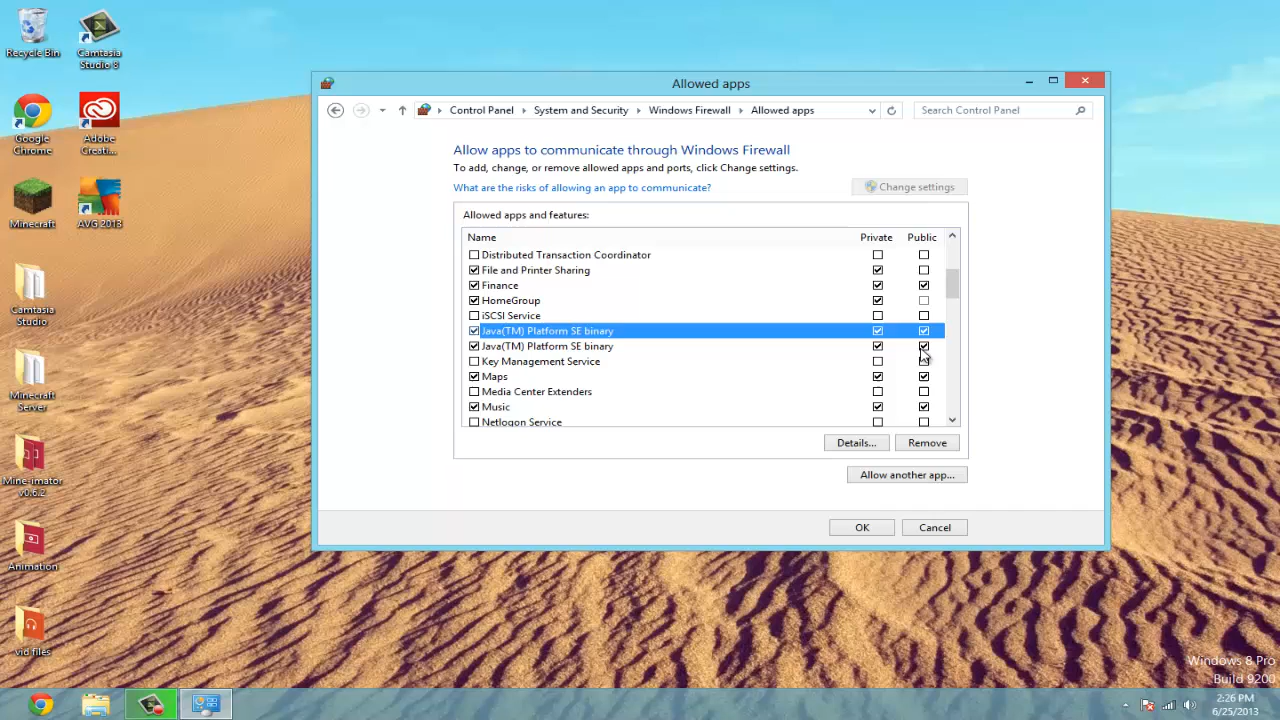 Recycle Bin
Camtasia
Studio 8
Google
Chrome
Adobe
Creati...
Minecraft
AVG 2013
Camtasia
Studio
Minecraft
Server
Mine-imator
v0.6.2
Animation
vid files
Allowed apps
Control Panel
System and Security
Windows Firewall
Allowed apps
Search Control Panel
Allow apps to communicate through Windows Firewall
To add, change, or remove allowed apps and ports, click Change settings.
What are the risks of allowing an app to communicate?
Change settings
Allowed apps and features:
Name Private Public
Distributed Transaction Coordinator
File and Printer Sharing
Finance
HomeGroup
iSCSI Service
Java(TM) Platform SE binary
Java(TM) Platform SE binary
Key Management Service
Maps
Media Center Extenders
Music
Netlogon Service
Details... Remove
Allow another app...
OK Cancel
Windows 8 Pro
Build 9200
2:26 PM
6/25/2013